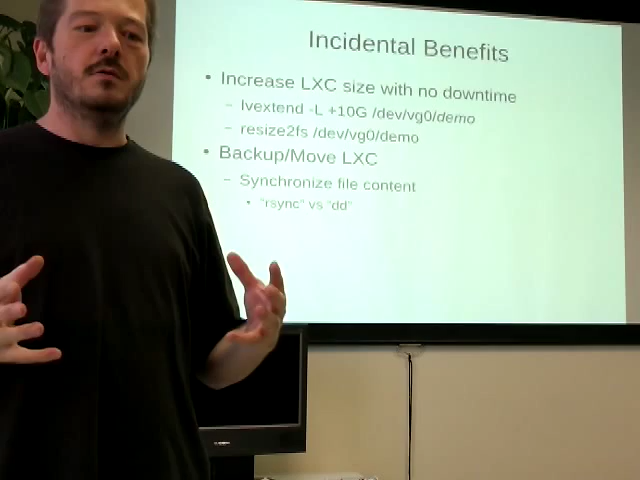 Incidental Benefits
• Increase LXC size with no downtime
– lvextend -L +10G /dev/vg0/demo
– resize2fs /dev/vg0/demo
• Backup/Move LXC
– Synchronize file content
• "rsync" vs "dd"